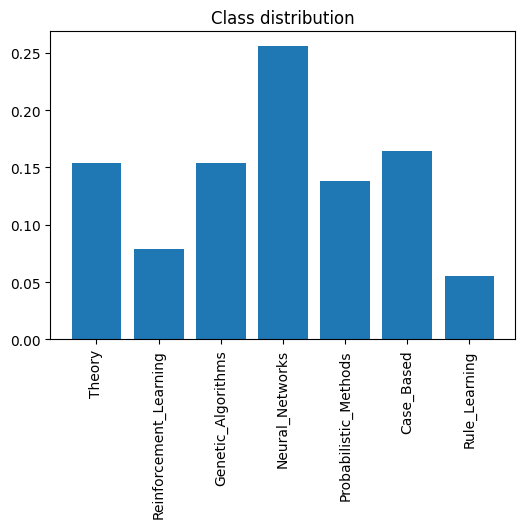 Class distribution
0.25
0.20
0.15
0.10
0.05
0.00
Theory
Reinforcement_Learning
Genetic_Algorithms
Neural_Networks
Probabilistic_Methods
Case_Based
Rule_Learning